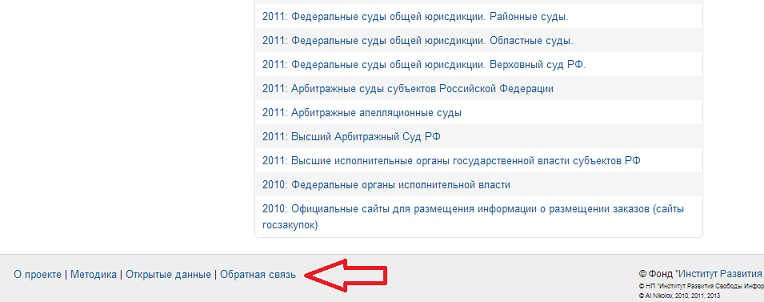 2011: Федеральные суды общей юрисдикции. Районные суды.
2011: Федеральные суды общей юрисдикции. Областные суды.
2011: Федеральные суды общей юрисдикции. Верховный суд РФ.
2011: Арбитражные суды субъектов Российской Федерации
2011: Арбитражные апелляционные суды
2011: Высший Арбитражный Суд РФ
2011: Высшие исполнительные органы государственной власти субъектов РФ
2010: Федеральные органы исполнительной власти
2010: Официальные сайты для размещения информации о размещении заказов (сайты
госзакупок)
О проекте | Методика | Открытые данные | Обратная связь
© Фонд "Институт Развития
© НП "Институт Развития Свободы Инфор
© Al Nikolov, 2010, 2011, 2013